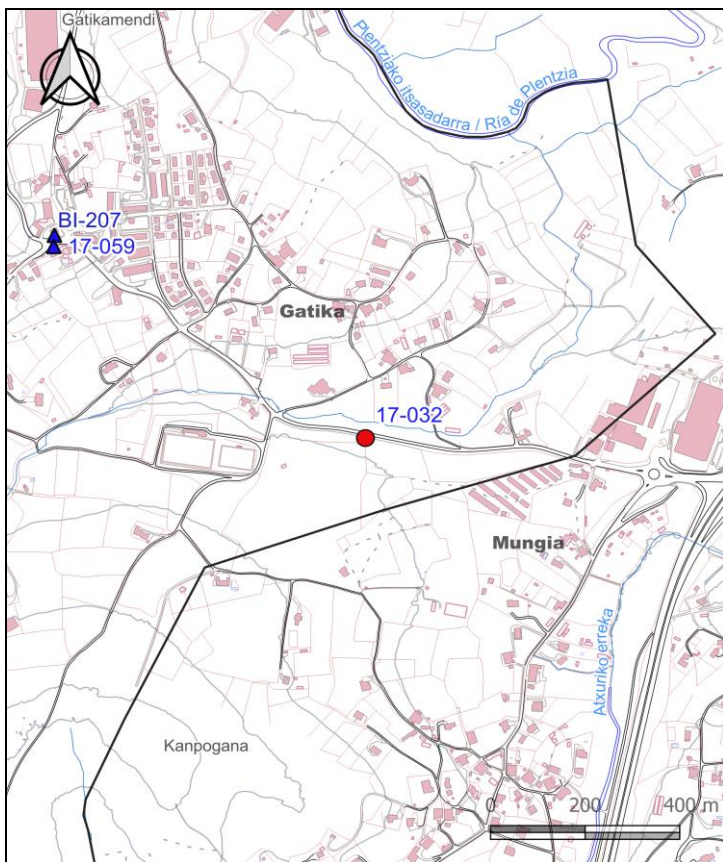 Gatikamendi
Plentziako itsasadarra / Ría de Plentzia
BI-207
17-059
Gatika
17-032
Mungia
Atxuriko erreka
Kanpogana
0 200 400 m